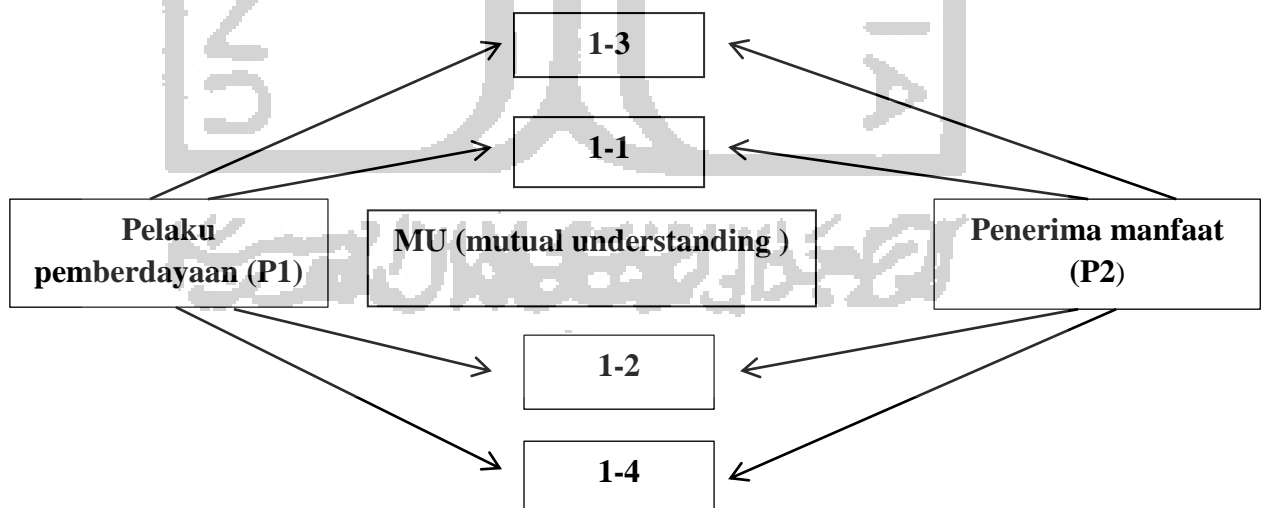 1-3
1-1
Pelaku
pemberdayaan (P1)
MU (mutual understanding )
Penerima manfaat
(P2)
1-2
1-4